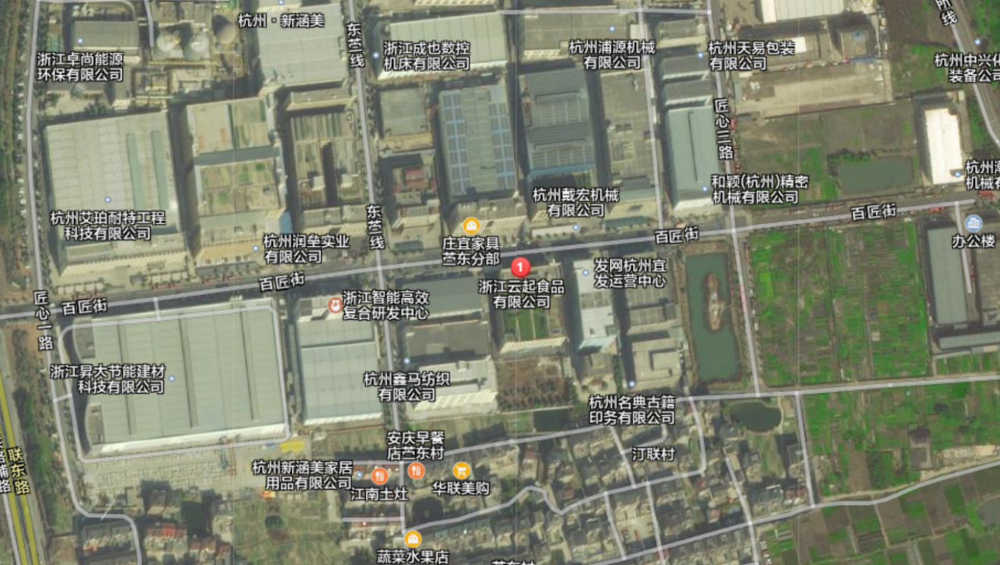 杭州·新涵美
东苎线
浙江卓尚能源
环保有限公司
浙江成也数控
机床有限公司
杭州浦源机械
有限公司
杭州天易包装
有限公司
所线
杭州中兴化
装备公司
匠心三路
和颖(杭州)精密
机械有限公司
杭州戴宏机械
有限公司
百匠街
办公楼
杭州艾珀耐特工程
科技有限公司
东苎线
杭州润垒实业
有限公司
庄宜家具
苎东分部
百匠街
1
浙江云起食品
有限公司
发网杭州宜
发运营中心
百匠街
百匠街
匠心一路
浙江智能高效
复合研发中心
浙江昇大节能建材
科技有限公司
杭州鑫马纺织
有限公司
杭州名典古籍
印务有限公司
安庆早餐
店苎东村
汀联村
杭州新涵美家居
用品有限公司
江南土灶
华联美购
联东路
蔬菜水果店